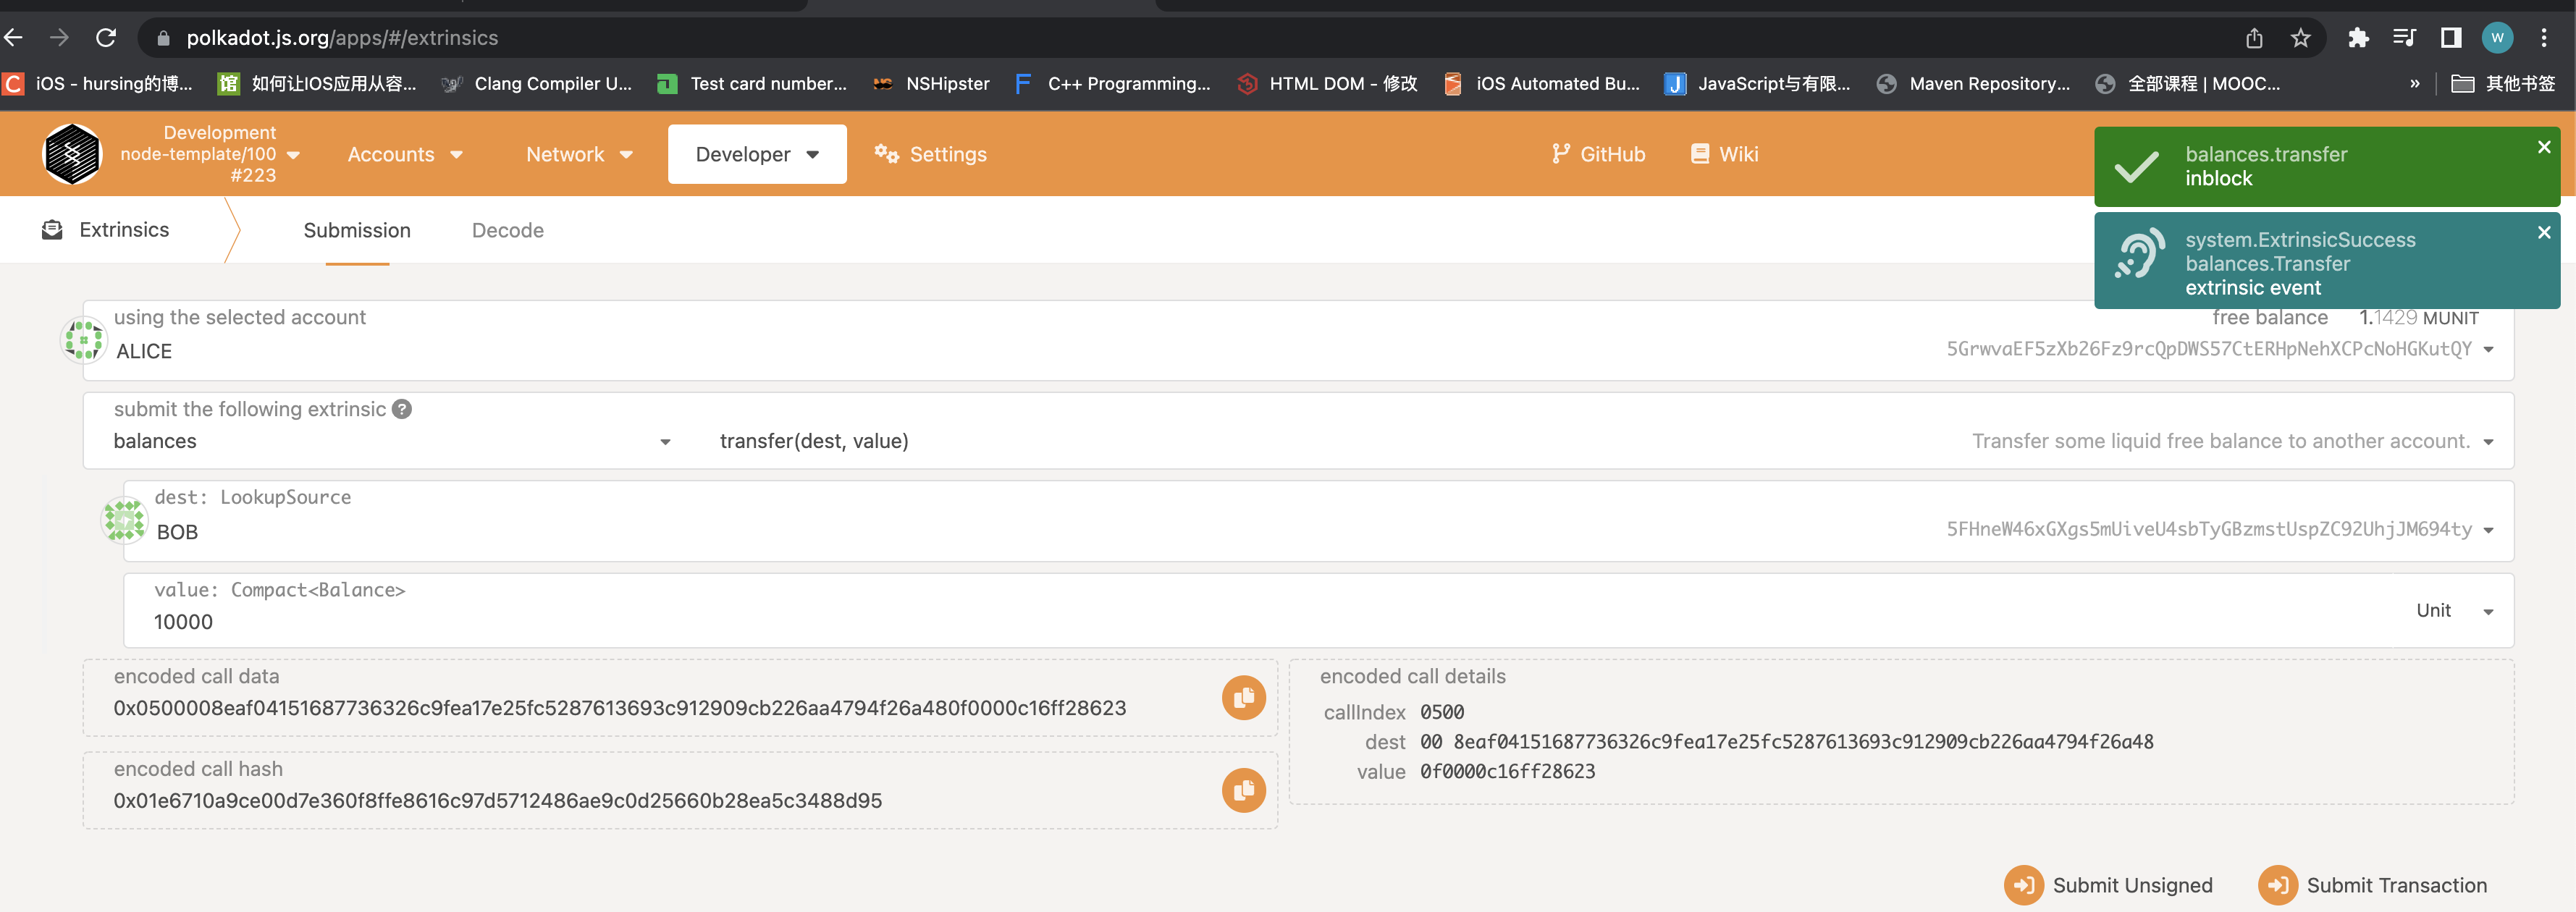 polkadot.js.org/apps/#/extrinsics
W
iOS - hursing的博... 馆 如何让IOS应用从容... Clang Compiler U... Test card number... NSHipster C++ Programming... HTML DOM - 修改 iOS Automated Bu... JavaScript与有限... Maven Repository... 全部课程 | MOOC... » 其他书签
Development
node-template/100
#223
Accounts Network Developer Settings GitHub Wiki
balances.transfer
inblock
system.ExtrinsicSuccess
balances.Transfer
extrinsic event
Extrinsics Submission Decode
using the selected account
ALICE
free balance 1.1429 MUNIT
5GrwvaEF5zXb26Fz9rcQpDWS57CtERHpNehXCPcNoHGKutQY
submit the following extrinsic ?
balances transfer(dest, value) Transfer some liquid free balance to another account.
dest: LookupSource
BOB 5FHneW46xGXgs5mUiveU4sbTyGBzmstUspZC92UhjJM694ty
value: Compact<Balance>
10000 Unit
encoded call data
0x0500008eaf04151687736326c9fea17e25fc5287613693c912909cb226aa4794f26a480f0000c16ff28623
encoded call hash
0x01e6710a9ce00d7e360f8ffe8616c97d5712486ae9c0d25660b28ea5c3488d95
encoded call details
callIndex 0500
dest 00 8eaf04151687736326c9fea17e25fc5287613693c912909cb226aa4794f26a48
value 0f0000c16ff28623
Submit Unsigned Submit Transaction